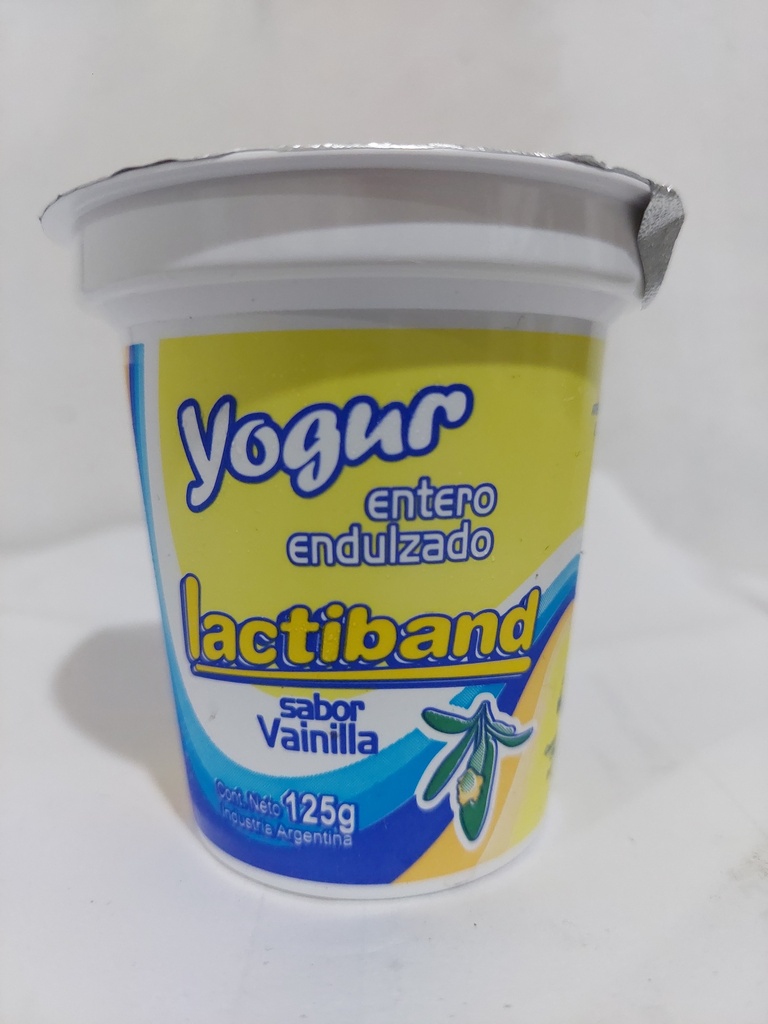 Yogur
entero
endulzado
lactiband
sabor
Vainilla
Cont. Neto 125g
Industria Argentina